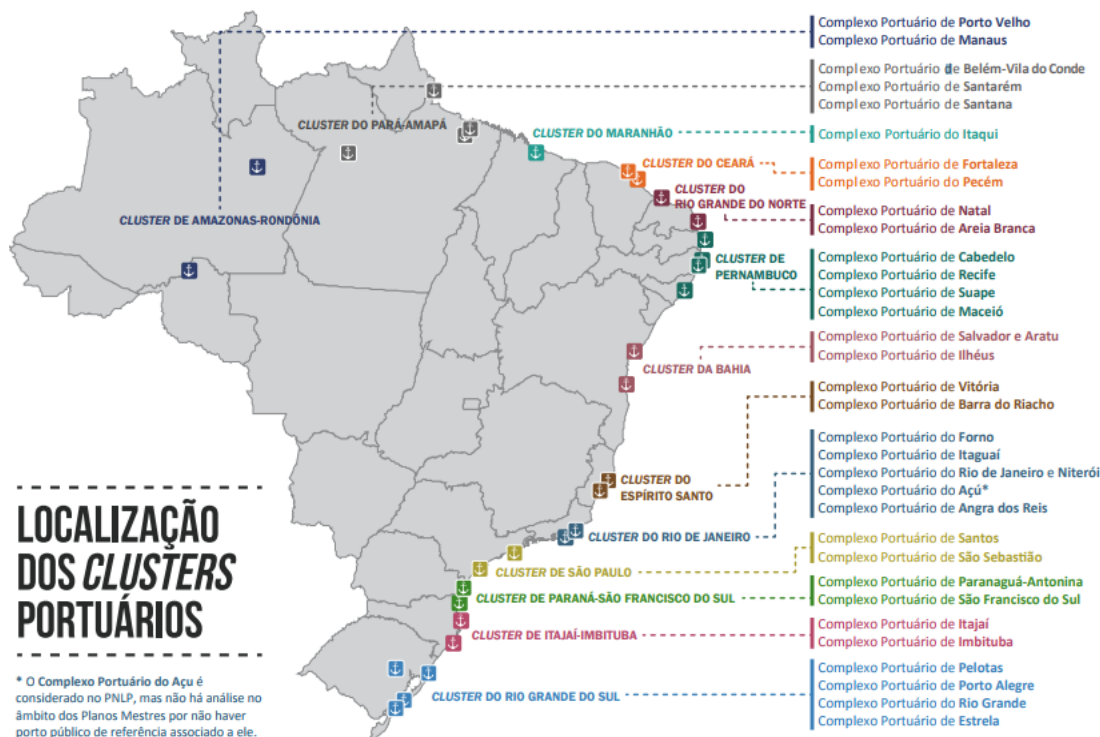 Complexo Portuário de Porto Velho
Complexo Portuário de Manaus
Complexo Portuário de Belém-Vila do Conde
Complexo Portuário de Santarém
Complexo Portuário de Santana
CLUSTER DO PARÁ-AMAPÁ
CLUSTER DO MARANHÃO
Complexo Portuário do Itaqui
CLUSTER DO CEARÁ
Complexo Portuário de Fortaleza
Complexo Portuário do Pecém
CLUSTER DO
RIO GRANDE DO NORTE
Complexo Portuário de Natal
Complexo Portuário de Areia Branca
CLUSTER DE AMAZONAS-RONDÔNIA
CLUSTER DE
PERNAMBUCO
Complexo Portuário de Cabedelo
Complexo Portuário de Recife
Complexo Portuário de Suape
Complexo Portuário de Maceió
CLUSTER DA BAHIA
Complexo Portuário de Salvador e Aratu
Complexo Portuário de Ilhéus
Complexo Portuário de Vitória
Complexo Portuário de Barra do Riacho
CLUSTER DO
ESPÍRITO SANTO
Complexo Portuário do Forno
Complexo Portuário de Itaguaí
Complexo Portuário do Rio de Janeiro e Niterói
Complexo Portuário do Açú*
Complexo Portuário de Angra dos Reis
CLUSTER DO RIO DE JANEIRO
CLUSTER DE SÃO PAULO
Complexo Portuário de Santos
Complexo Portuário de São Sebastião
CLUSTER DE PARANÁ-SÃO FRANCISCO DO SUL
Complexo Portuário de Paranaguá-Antonina
Complexo Portuário de São Francisco do Sul
CLUSTER DE ITAJAÍ-IMBITUBA
Complexo Portuário de Itajaí
Complexo Portuário de Imbituba
CLUSTER DO RIO GRANDE DO SUL
Complexo Portuário de Pelotas
Complexo Portuário de Porto Alegre
Complexo Portuário do Rio Grande
Complexo Portuário de Estrela
LOCALIZAÇÃO
DOS CLUSTERS
PORTUÁRIOS
* O Complexo Portuário do Açu é
considerado no PNLP, mas não há análise no
âmbito dos Planos Mestres por não haver
porto público de referência associado a ele.